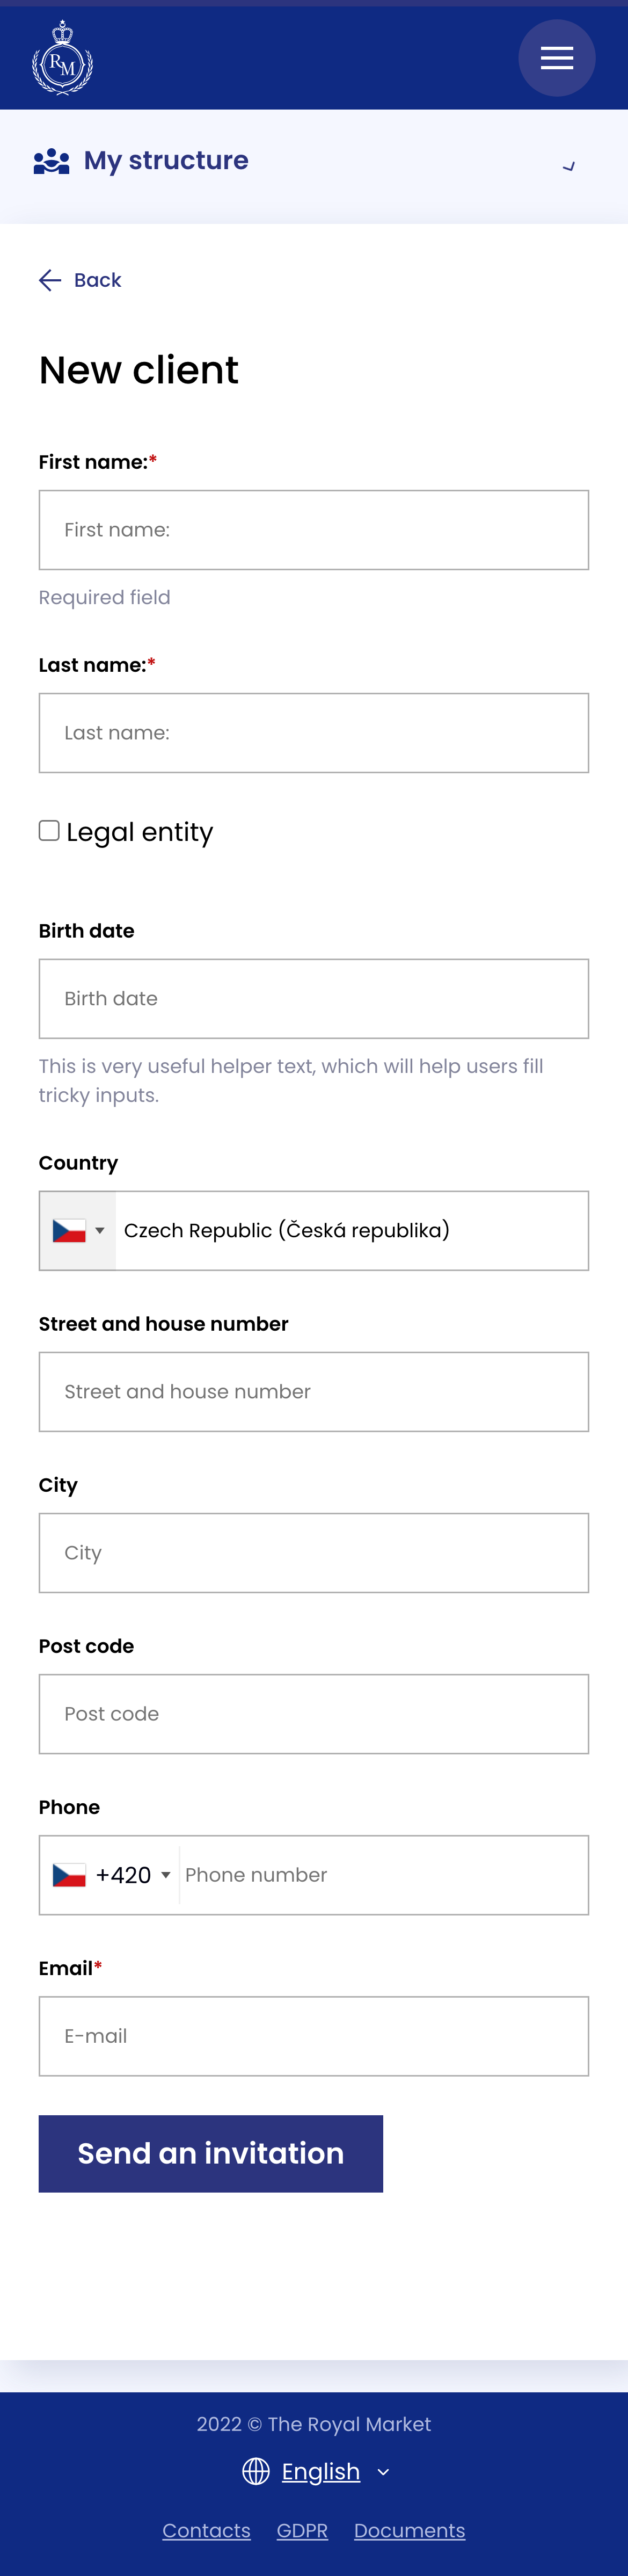 RM
My structure
Back
New client
First name:*
First name:
Required field
Last name:*
Last name:
Legal entity
Birth date
Birth date
This is very useful helper text, which will help users fill
tricky inputs.
Country
Czech Republic (Česká republika)
Street and house number
Street and house number
City
City
Post code
Post code
Phone
+420 Phone number
Email*
E-mail
Send an invitation
2022 © The Royal Market
English
Contacts GDPR Documents